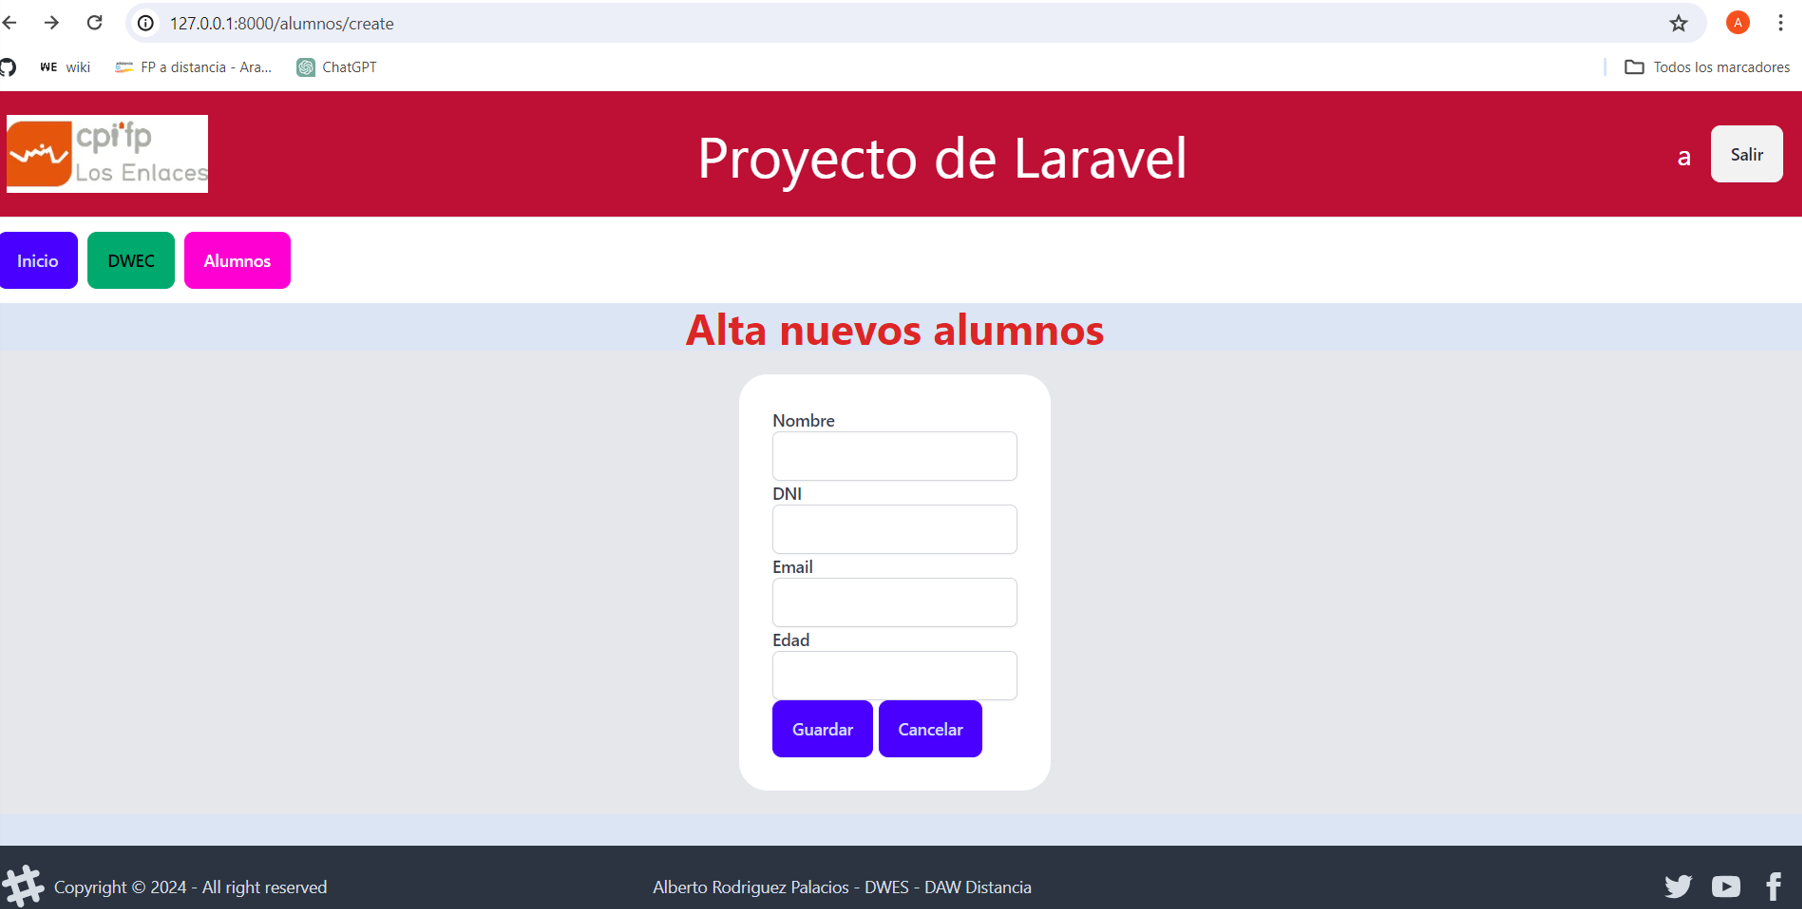 127.0.0.1:8000/alumnos/create
A
WE wiki
FP a distancia - Ara...
ChatGPT
Todos los marcadores
cpi'fp
Los Enlaces
Proyecto de Laravel
a
Salir
Inicio
DWEC
Alumnos
Alta nuevos alumnos
Nombre
DNI
Email
Edad
Guardar
Cancelar
Copyright © 2024 - All right reserved
Alberto Rodriguez Palacios - DWES - DAW Distancia